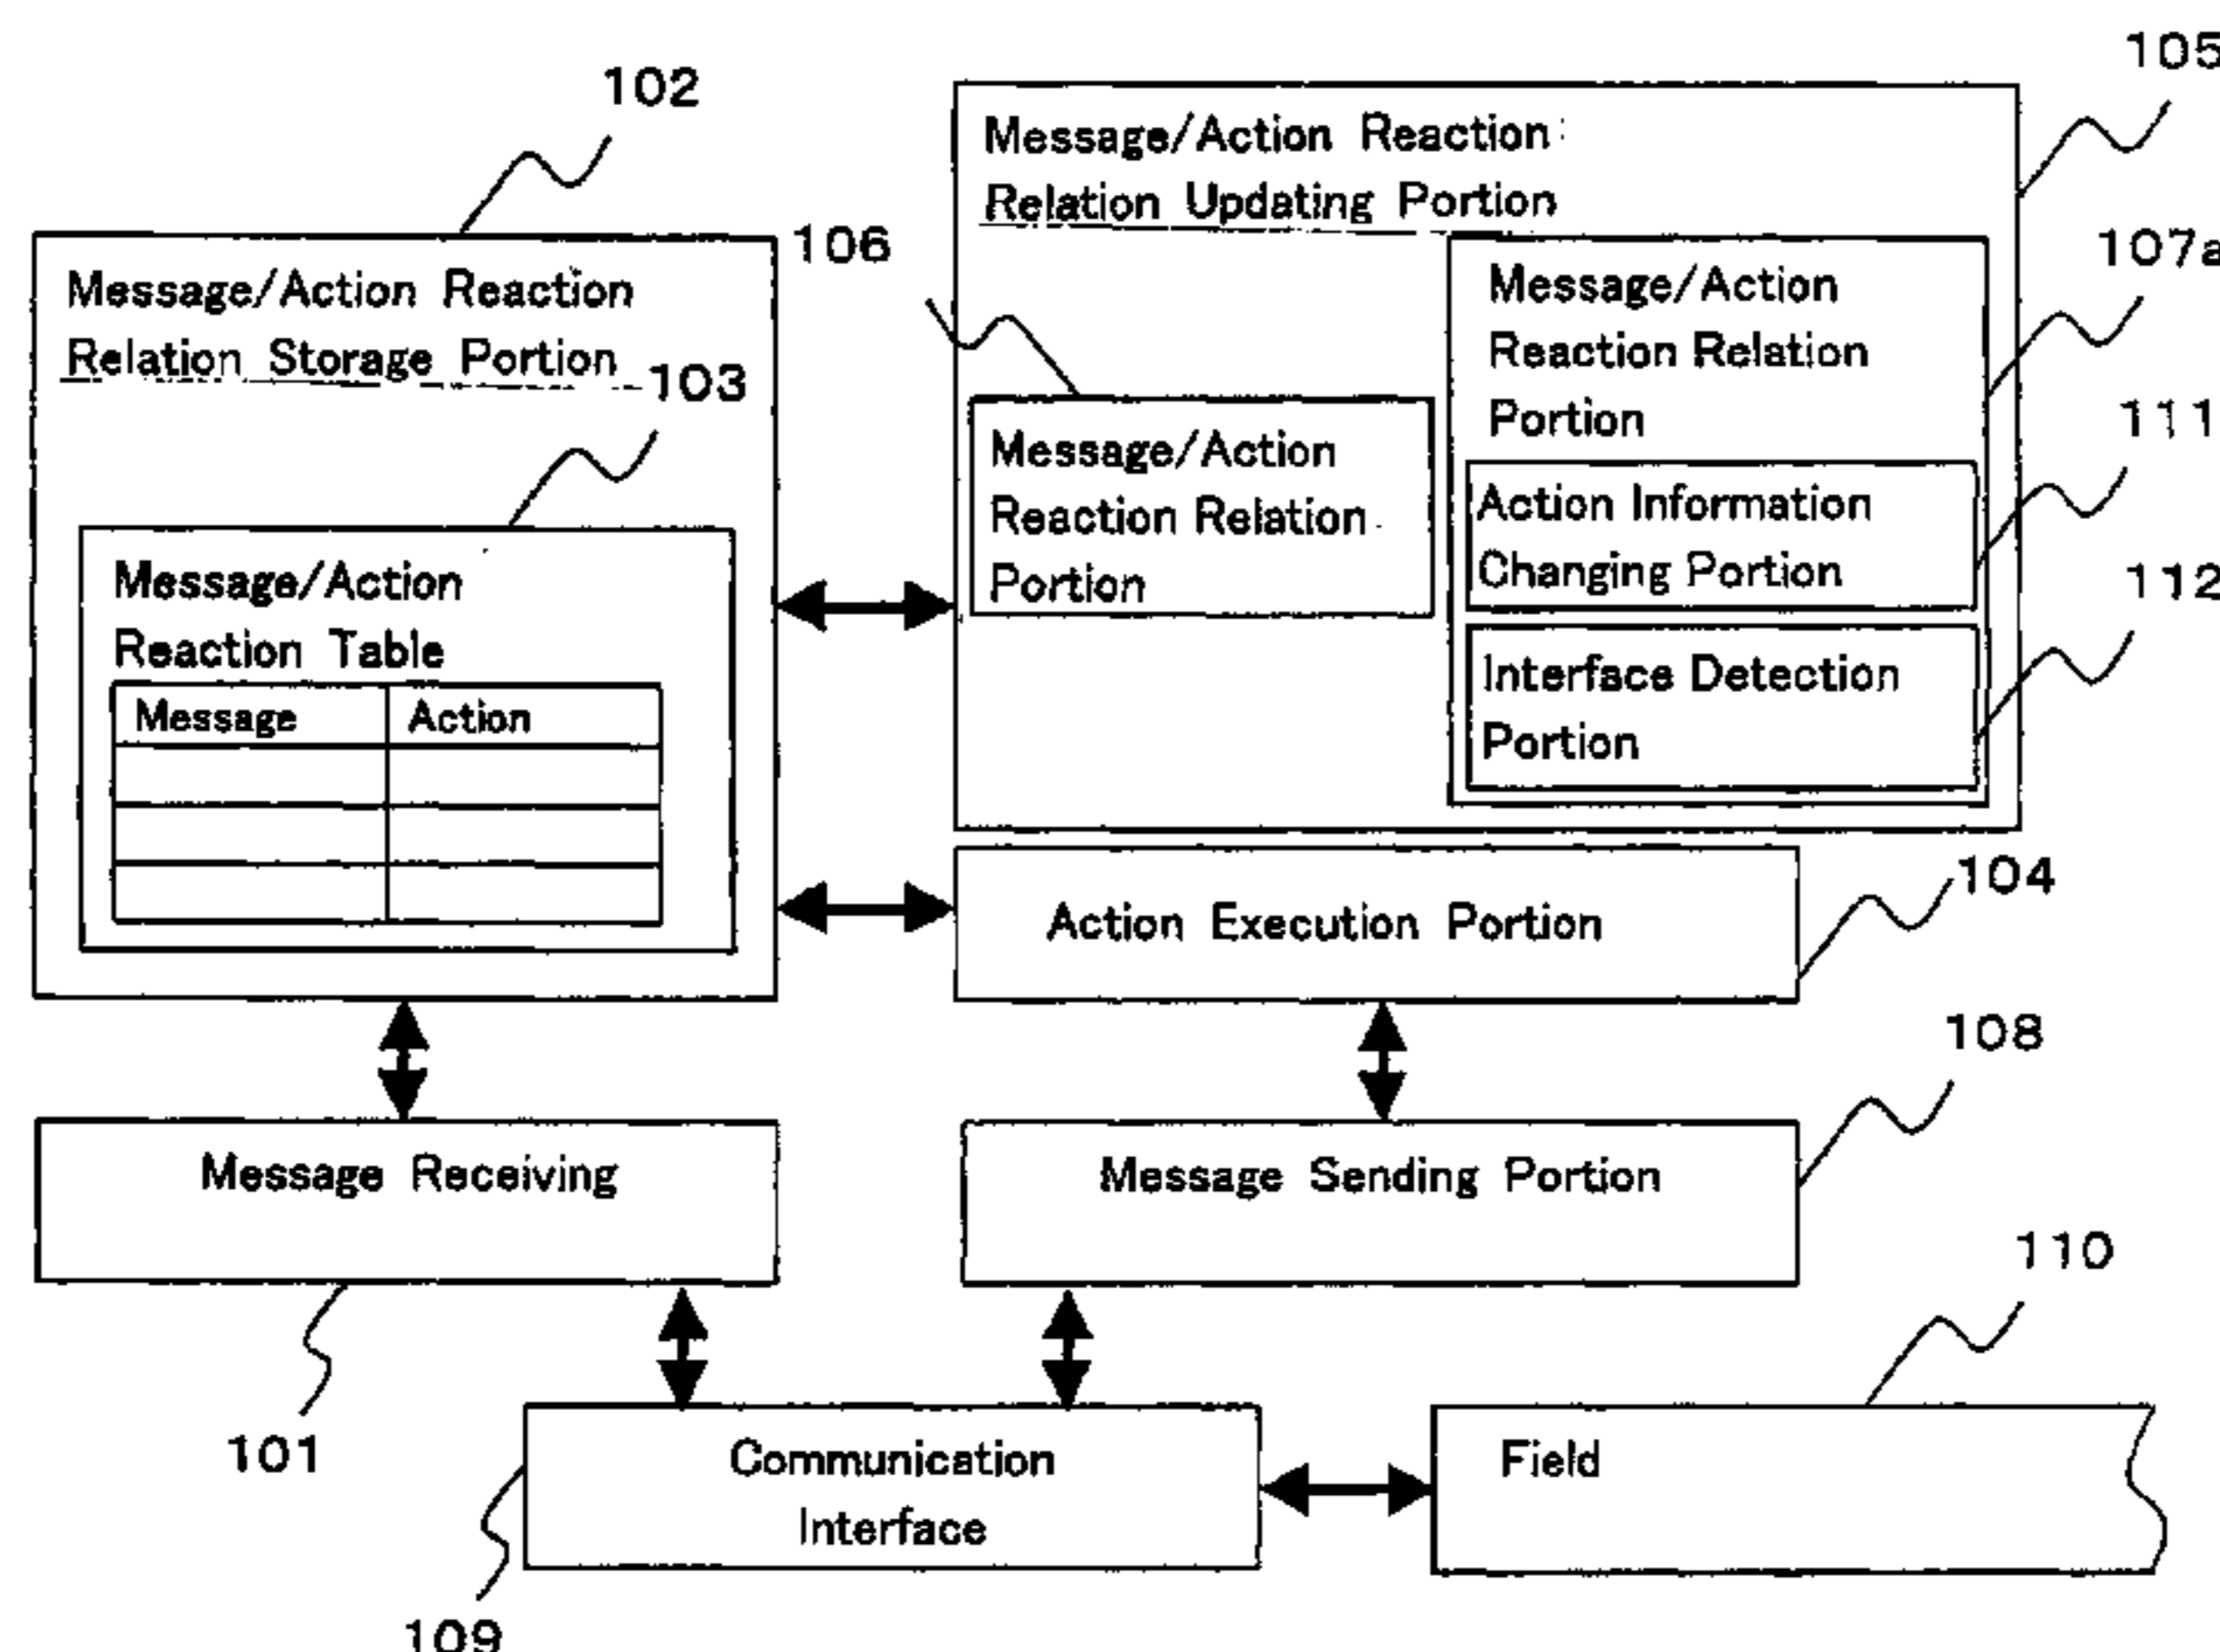 105
102
Message/Action Reaction
Relation Updating Portion
106
107a
Message/Action Reaction
Relation Storage Portion
103
Message/Action
Reaction Relation
Portion
111
Message/Action
Reaction Relation
Portion
Action Information
Changing Portion
112
Message/Action
Reaction Table
Interface Detection
Portion
Message Action
104
Action Execution Portion
108
Message Receiving
Message Sending Portion
110
101
Communication
Interface
Field
109